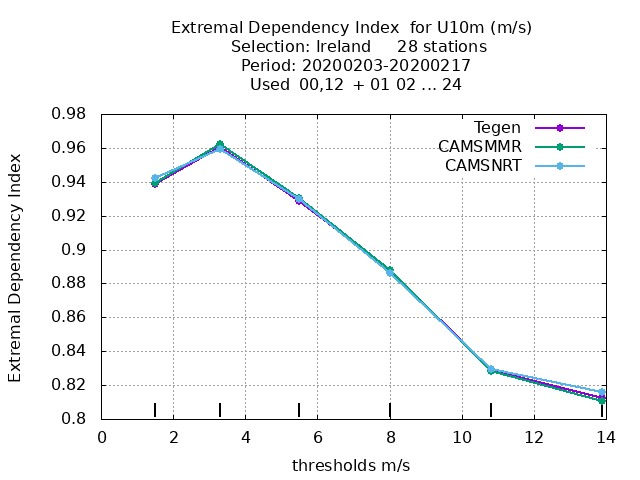 Extremal Dependency Index  for U10m (m/s)
Selection: Ireland     28 stations
Period: 20200203-20200217
Used  00,12  + 01 02 ... 24
Tegen
CAMSMMR
CAMSNRT
Extremal Dependency Index
0.98
0.96
0.94
0.92
0.9
0.88
0.86
0.84
0.82
0.8
0 2 4 6 8 10 12 14
thresholds m/s